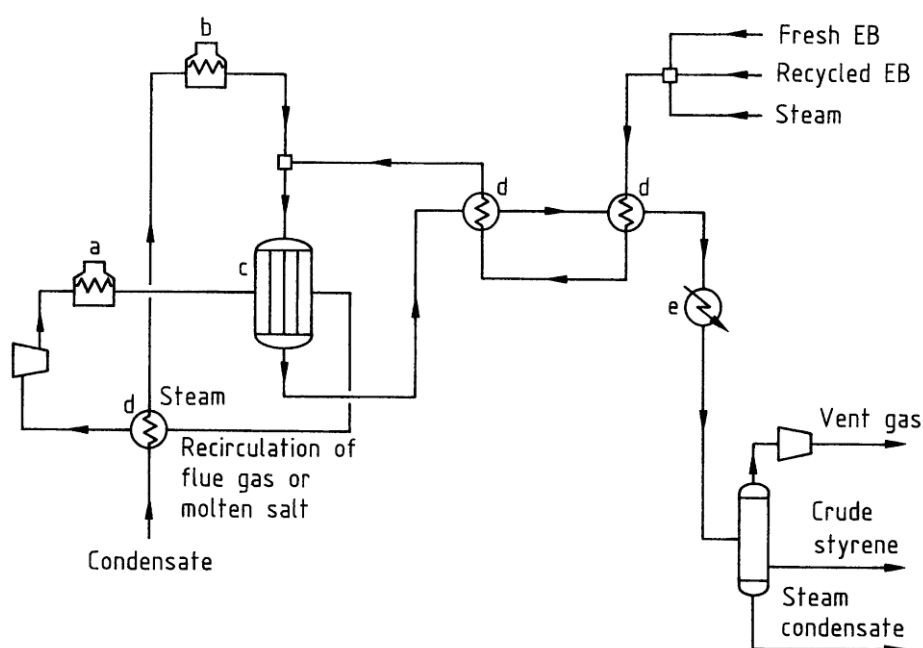 b
Fresh EB
Recycled EB
Steam
d
d
a
c
e
d
Steam
Recirculation of
flue gas or
molten salt
Condensate
Vent gas
Crude
styrene
Steam
condensate